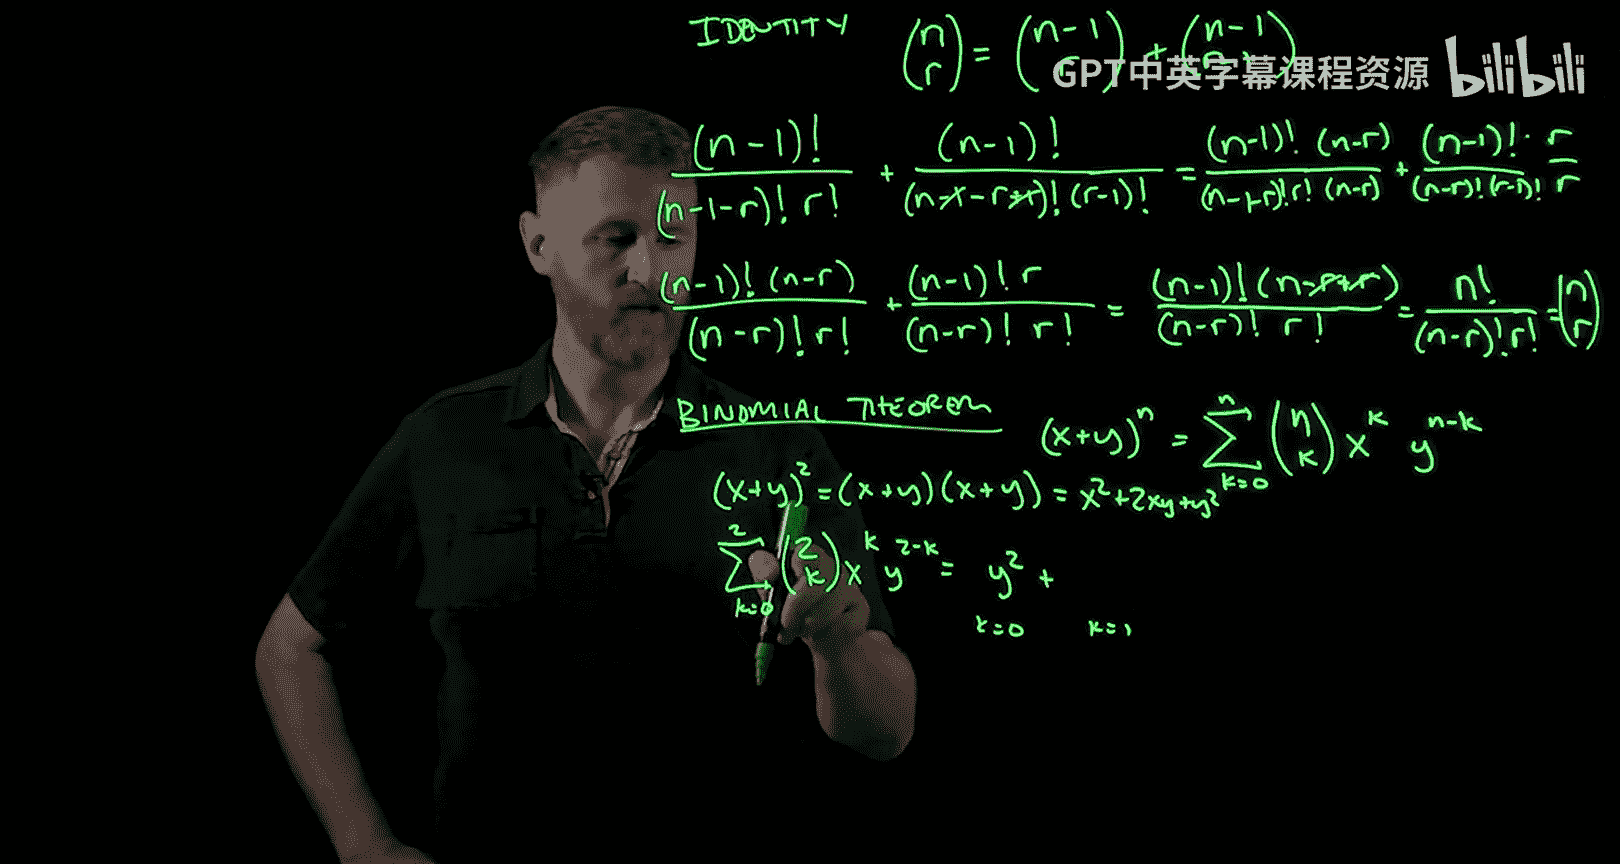 IDENTITY (n r) = (n-1 r) + (n-1
GPT中英字幕课程资源 bilibili
(n-1)! / (n-1-r)! r! + (n-1)! / (n-1-r+1)! (r-1)! = (n-1)! (n-r) / (n-1-r)! r! (n-r) + (n-1)! · r / (n-r)! (r-1)! r
(n-1)! (n-r) / (n-r)! r! + (n-1)! r / (n-r)! r! = (n-1)! (n-r+r) / (n-r)! r! = n! / (n-r)! r! = (n r)
BINOMIAL THEOREM (x+y)^n = ∑_{k=0}^{n} (n k) x^k y^{n-k}
(x+y)^2 = (x+y)(x+y) = x^2+2xy+y^2
∑_{k=0}^{2} (2 k) x^k y^{2-k} = y^2 +
k=0 k=1